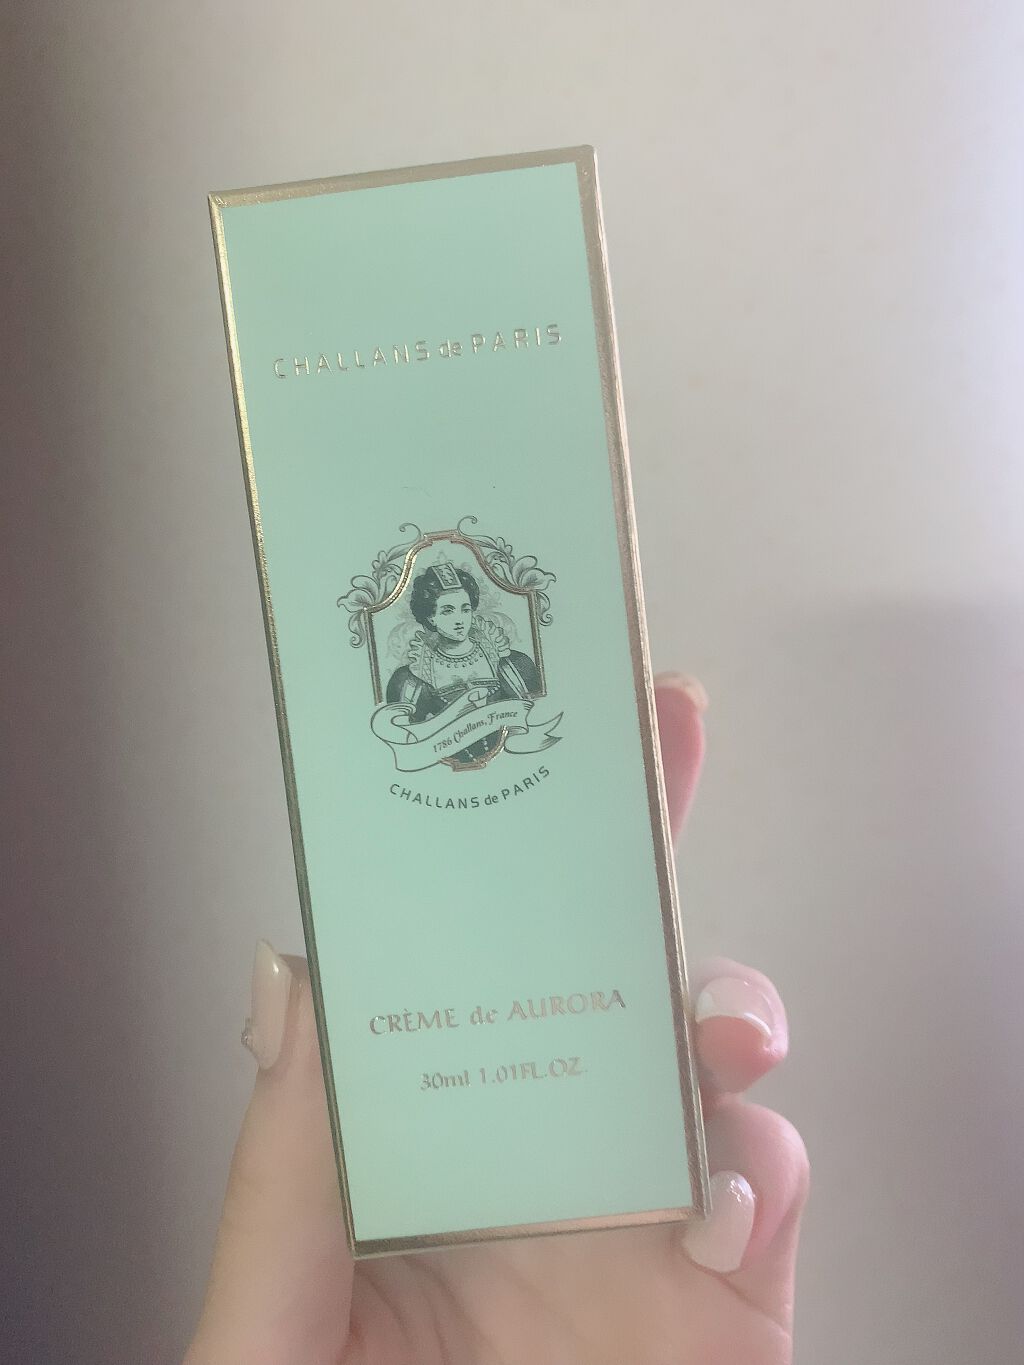 CHALLANS de PARIS
1786 Challans, France
CHALLANS de PARIS
CRÈME de AURORA
30ml 1.01FL.OZ.